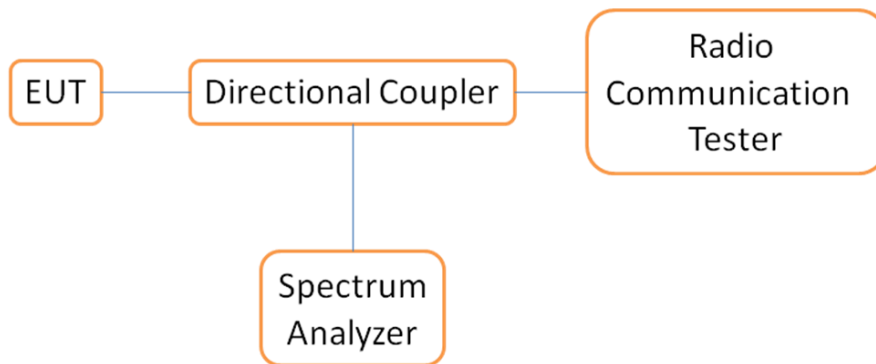 EUT
Directional Coupler
Radio
Communication
Tester
Spectrum
Analyzer